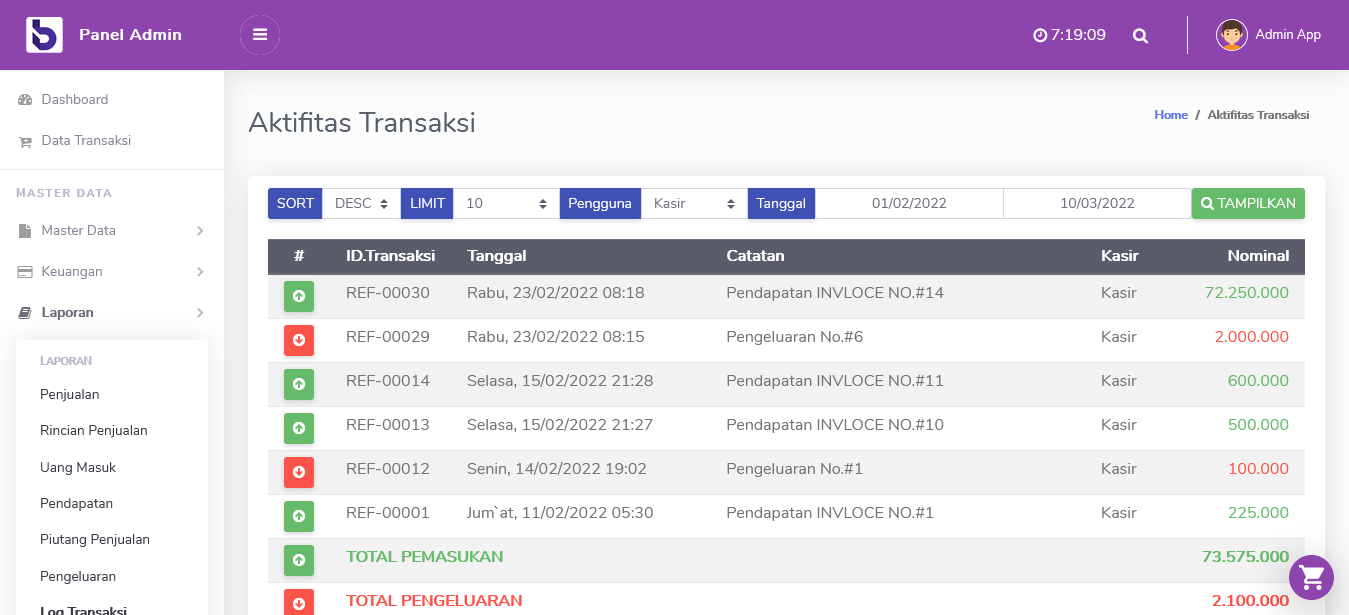 Panel Admin
7:19:09
Admin App
Dashboard
Data Transaksi
MASTER DATA
Master Data
Keuangan
Laporan
LAPORAN
Penjualan
Rincian Penjualan
Uang Masuk
Pendapatan
Piutang Penjualan
Pengeluaran
Log Transaksi
Aktifitas Transaksi
Home / Aktifitas Transaksi
SORT DESC LIMIT 10 Pengguna Kasir Tanggal 01/02/2022 10/03/2022 TAMPILKAN
# ID.Transaksi Tanggal Catatan Kasir Nominal
REF-00030 Rabu, 23/02/2022 08:18 Pendapatan INVLOCE NO.#14 Kasir 72.250.000
REF-00029 Rabu, 23/02/2022 08:15 Pengeluaran No.#6 Kasir 2.000.000
REF-00014 Selasa, 15/02/2022 21:28 Pendapatan INVLOCE NO.#11 Kasir 600.000
REF-00013 Selasa, 15/02/2022 21:27 Pendapatan INVLOCE NO.#10 Kasir 500.000
REF-00012 Senin, 14/02/2022 19:02 Pengeluaran No.#1 Kasir 100.000
REF-00001 Jum`at, 11/02/2022 05:30 Pendapatan INVLOCE NO.#1 Kasir 225.000
TOTAL PEMASUKAN 73.575.000
TOTAL PENGELUARAN 2.100.000